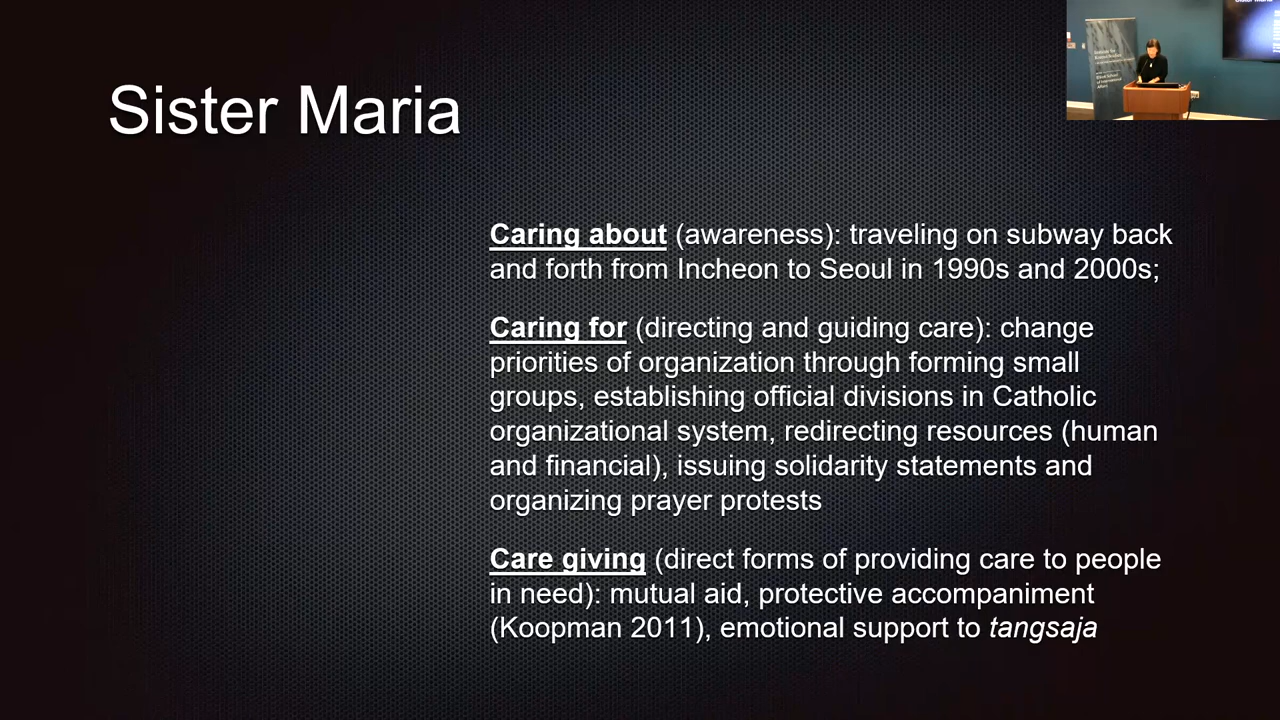 Sister Maria
Caring about (awareness): traveling on subway back
and forth from Incheon to Seoul in 1990s and 2000s;
Caring for (directing and guiding care): change
priorities of organization through forming small
groups, establishing official divisions in Catholic
organizational system, redirecting resources (human
and financial), issuing solidarity statements and
organizing prayer protests
Care giving (direct forms of providing care to people
in need): mutual aid, protective accompaniment
(Koopman 2011), emotional support to tangsaja